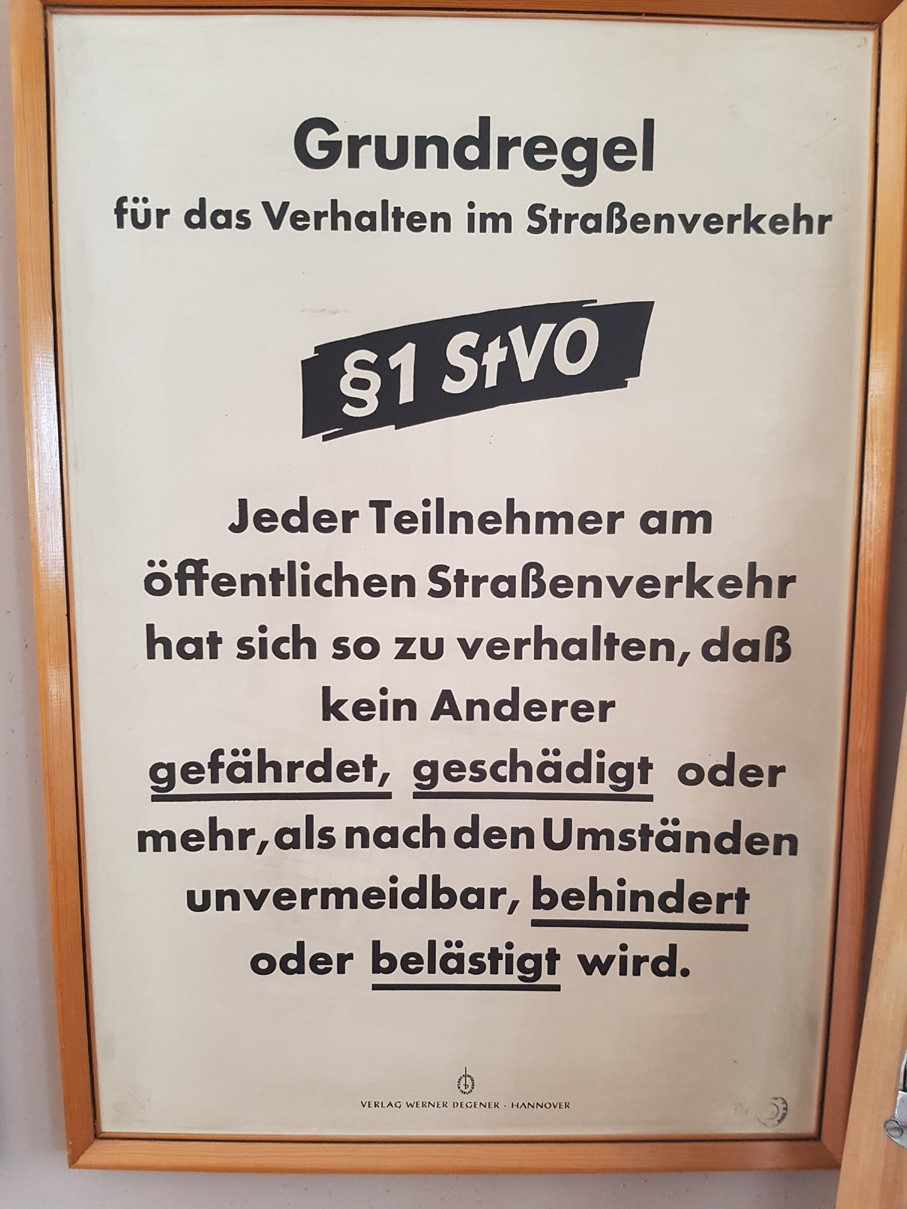 Grundregel
für das Verhalten im Straßenverkehr
§1 StVO
Jeder Teilnehmer am
öffentlichen Straßenverkehr
hat sich so zu verhalten, daß
kein Anderer
gefährdet, geschädigt oder
mehr, als nach den Umständen
unvermeidbar, behindert
oder belästigt wird.
VERLAG WERNER DEGENER · HANNOVER